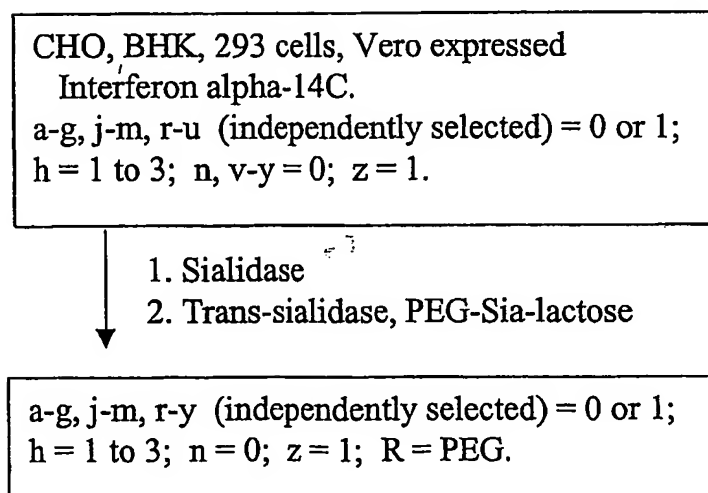 CHO, BHK, 293 cells, Vero expressed
Interferon alpha-14C.
a-g, j-m, r-u (independently selected) = 0 or 1;
h = 1 to 3; n, v-y = 0; z = 1.
1. Sialidase
2. Trans-sialidase, PEG-Sia-lactose
a-g, j-m, r-y (independently selected) = 0 or 1;
h = 1 to 3; n = 0; z = 1; R = PEG.